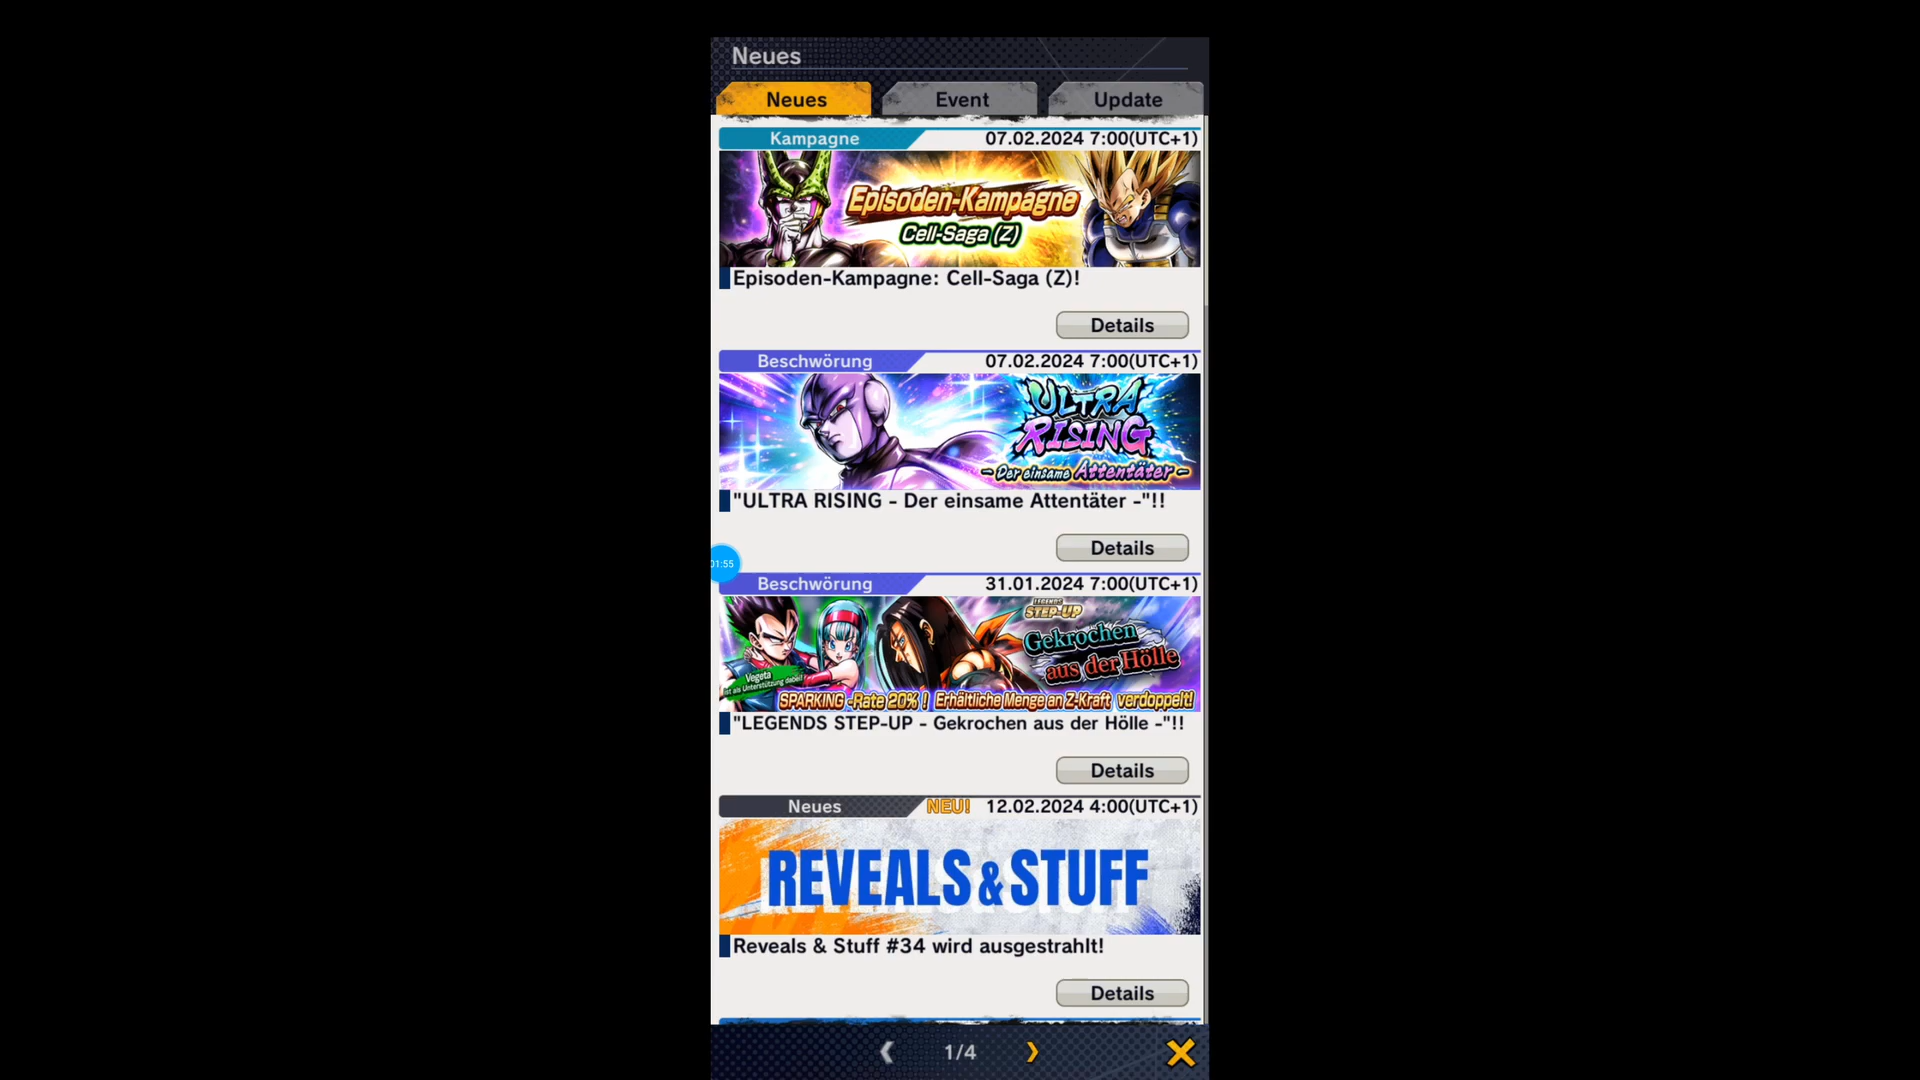 Neues
Neues
Event
Update
Kampagne
07.02.2024 7:00(UTC+1)
Episoden-Kampagne
Cell-Saga (Z)
Episoden-Kampagne: Cell-Saga (Z)!
Details
Beschwörung
07.02.2024 7:00(UTC+1)
ULTRA
RISING
- Der einsame Attentäter -
"ULTRA RISING - Der einsame Attentäter -"!!
Details
01:55
Beschwörung
31.01.2024 7:00(UTC+1)
LEGENDS
STEP-UP
Gekrochen
aus der Hölle
Vegeta
ist als Unterstützung dabei!
SPARKING -Rate 20% ! Erhältliche Menge an Z-Kraft verdoppelt!
"LEGENDS STEP-UP - Gekrochen aus der Hölle -"!!
Details
Neues
NEU!
12.02.2024 4:00(UTC+1)
REVEALS & STUFF
Reveals & Stuff #34 wird ausgestrahlt!
Details
1/4